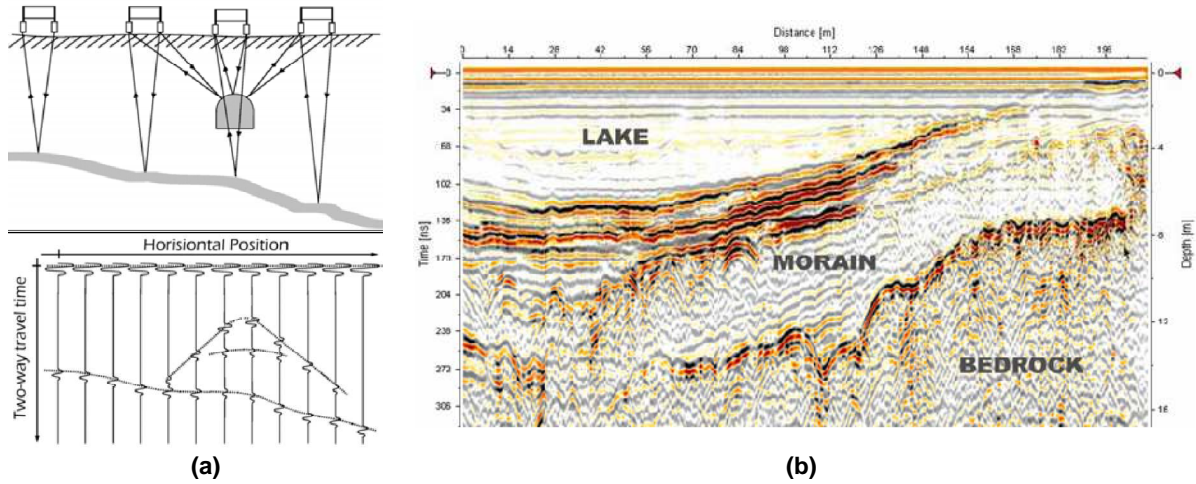 Horisiontal Position
Two-way travel time
(a)
Distance [m]
0 14 28 42 56 70 84 98 112 126 140 154 168 182 196
Time [ns]
0
34
68
102
136
170
204
238
272
306
LAKE
MORAIN
BEDROCK
Depth [m]
0
4
8
12
16
(b)